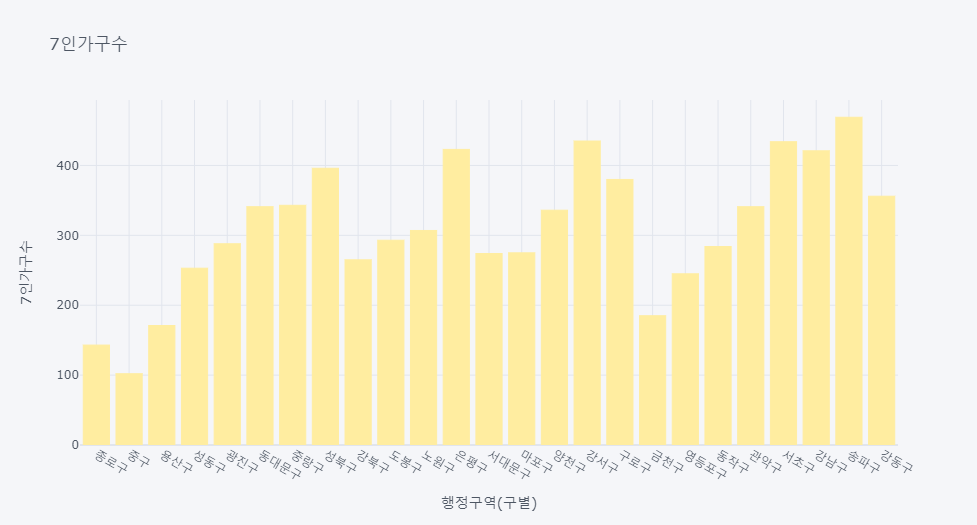 7인가구수
7인가구수
400
300
200
100
0
종로구
중구
용산구
성동구
광진구
동대문구
중랑구
성북구
강북구
도봉구
노원구
은평구
서대문구
마포구
양천구
강서구
구로구
금천구
영등포구
동작구
관악구
서초구
강남구
송파구
강동구
행정구역(구별)